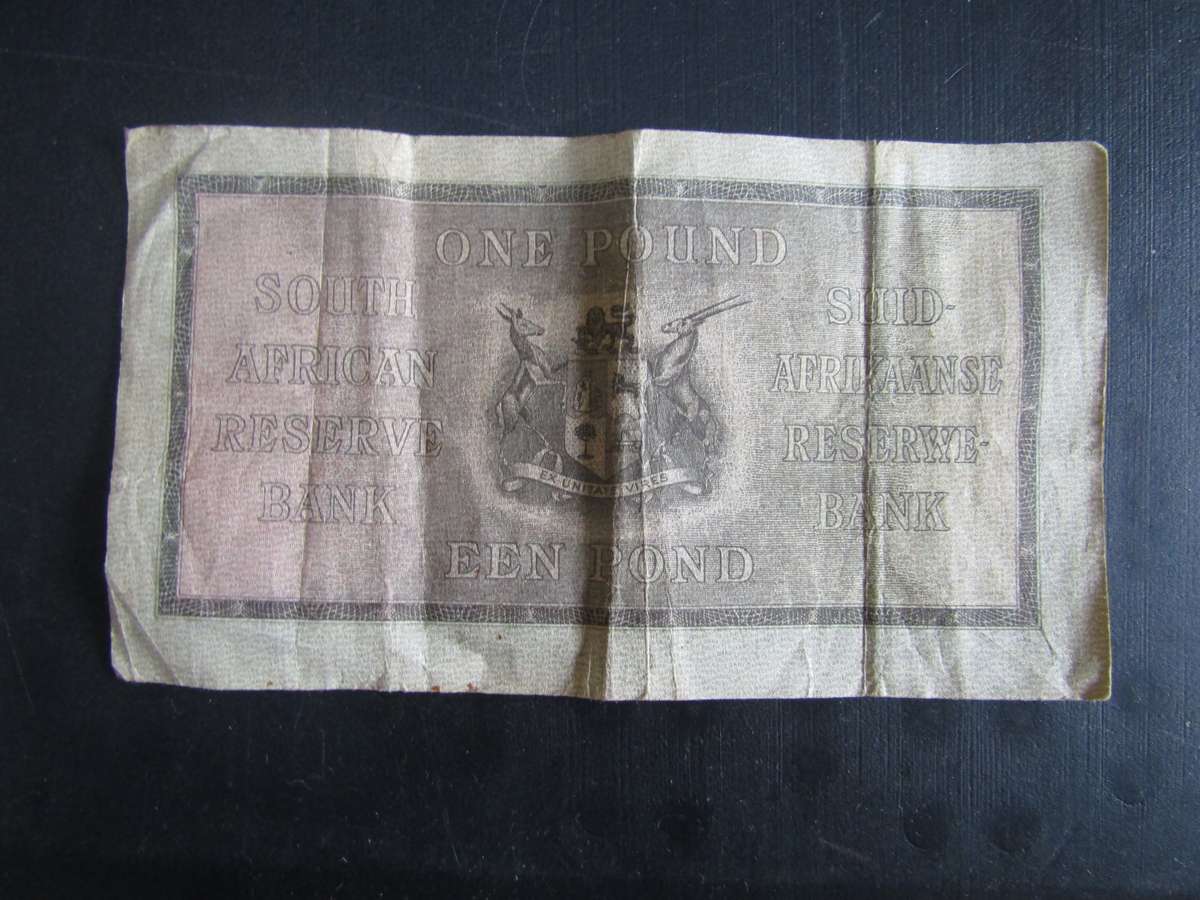 ONE POUND
SOUTH
AFRICAN
RESERVE
BANK
EX UNITATE VIRES
SUID-
AFRIKAANSE
RESERWE-
BANK
EEN POND